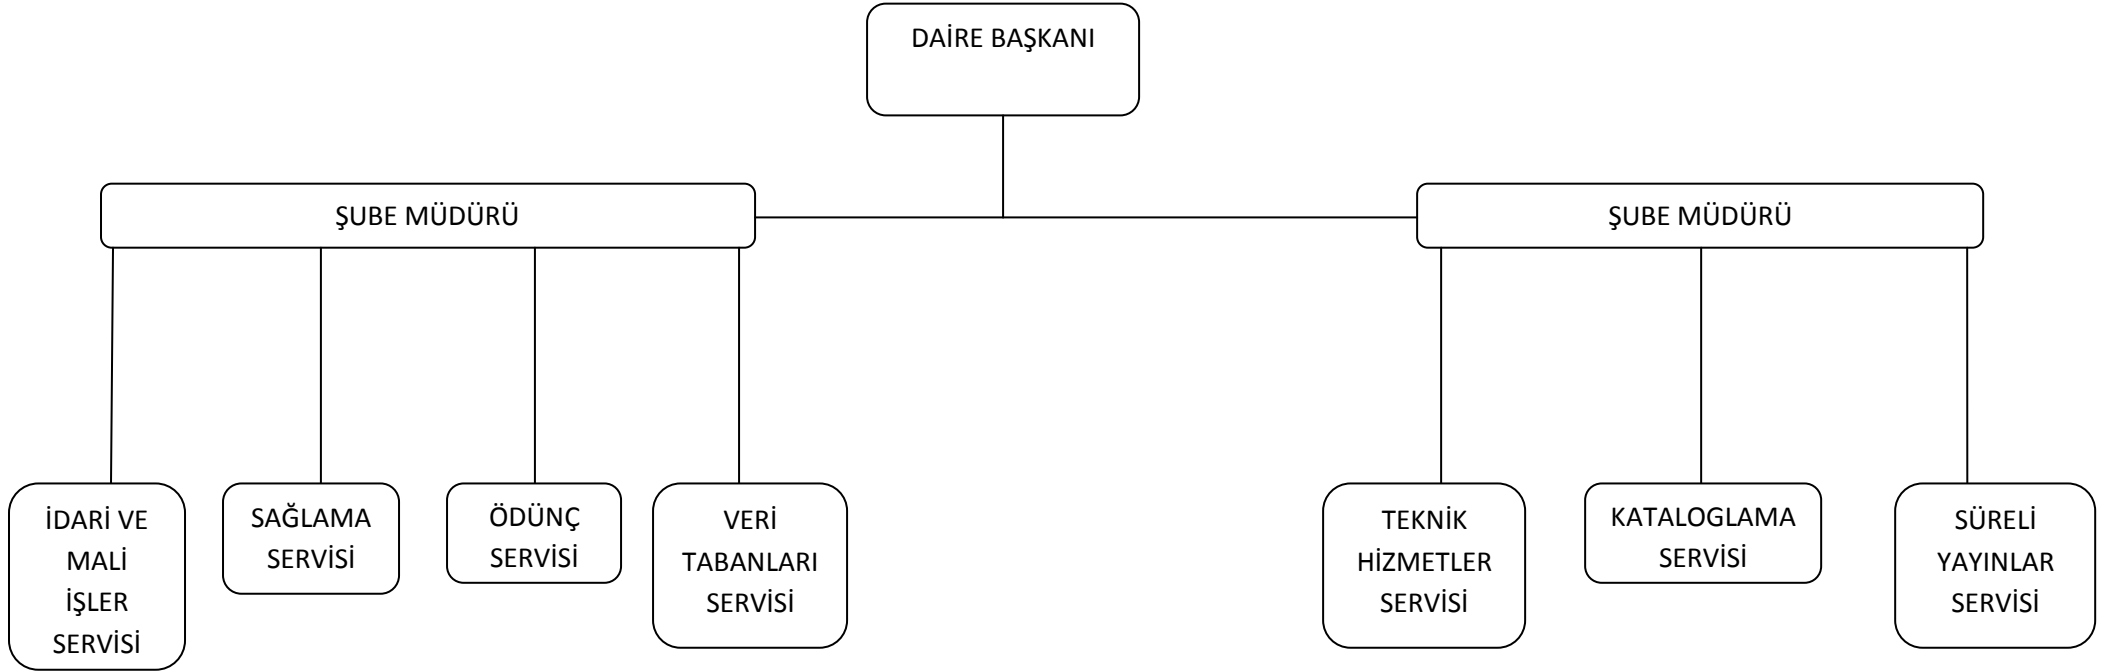 DAİRE BAŞKANI
ŞUBE MÜDÜRÜ
ŞUBE MÜDÜRÜ
İDARİ VE
MALİ
İŞLER
SERVİSİ
SAĞLAMA
SERVİSİ
ÖDÜNÇ
SERVİSİ
VERİ
TABANLARI
SERVİSİ
TEKNİK
HİZMETLER
SERVİSİ
KATALOGLAMA
SERVİSİ
SÜRELİ
YAYINLAR
SERVİSİ